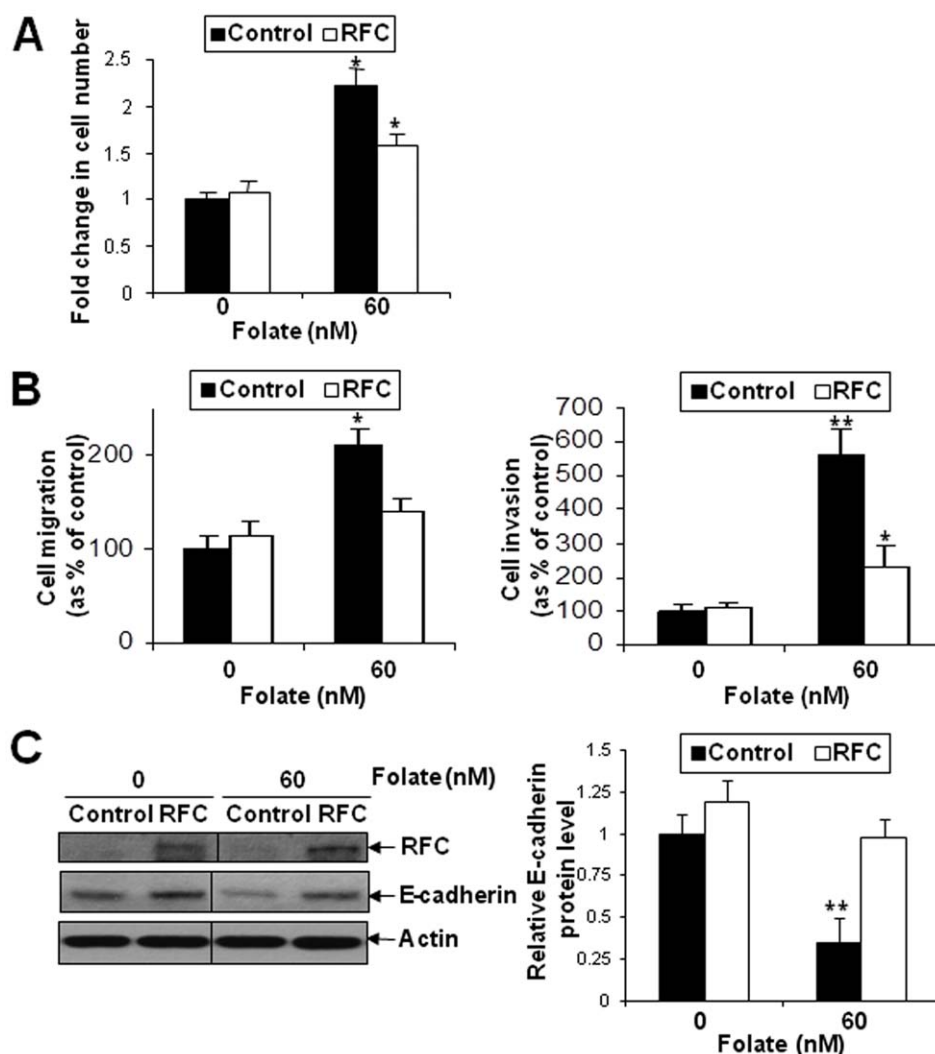 A
Control RFC
Fold change in cell number
2.5
2
1.5
1
0.5
0
*
*
0 60
Folate (nM)
B
Control RFC
Cell migration
(as % of control)
200
100
0
*
0 60
Folate (nM)
Control RFC
Cell invasion
(as % of control)
700
600
500
400
300
200
100
0
**
*
0 60
Folate (nM)
C
0 60 Folate (nM)
Control RFC Control RFC
RFC
E-cadherin
Actin
Control RFC
Relative E-cadherin
protein level
1.5
1.25
1
0.75
0.5
0.25
0
**
0 60
Folate (nM)